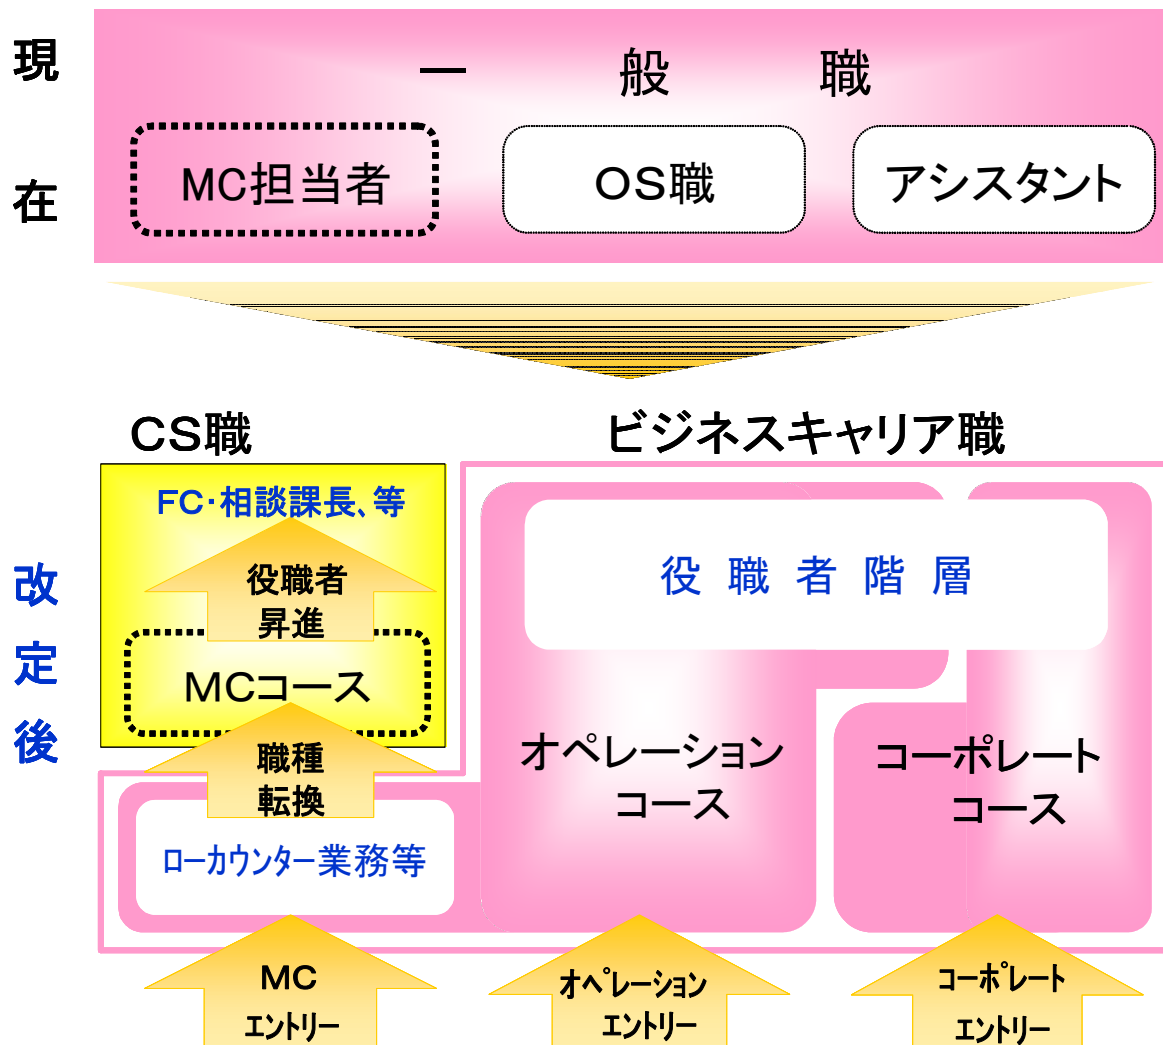 現在
一般職
MC担当者
OS職
アシスタント
CS職
ビジネスキャリア職
改定後
FC・相談課長、等
役職者
昇進
MCコース
職種
転換
ローカウンター業務等
役職者階層
オペレーション
コース
コーポレート
コース
MC
エントリー
オペレーション
エントリー
コーポレート
エントリー